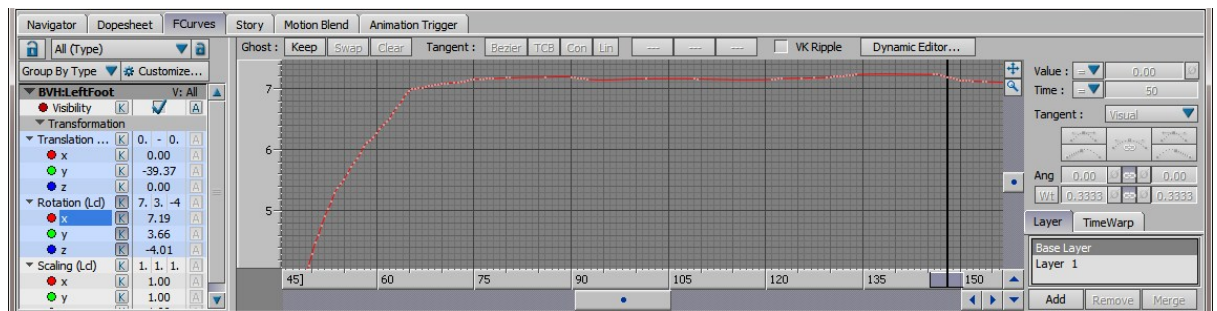 Navigator Dopesheet FCurves Story Motion Blend Animation Trigger
All (Type) Ghost : Keep Swap Clear Tangent : Bezier TCB Con Lin --- --- --- VK Ripple Dynamic Editor...
Group By Type Customize...
BVH:LeftFoot V: All
Visibility K A
Transformation
Translation ... K 0. - 0. A
x K 0.00 A
y K -39.37 A
z K 0.00 A
Rotation (Lcl) K 7. 3. -4 A
x K 7.19 A
y K 3.66 A
z K -4.01 A
Scaling (Lcl) K 1. 1. 1. A
x K 1.00 A
y K 1.00 A
7
6
5
45] 60 75 90 105 120 135 150
Value : = 0.00
Time : = 50
Tangent : Visual
Ang 0.00 0.00
Wt 0.3333 0.3333
Layer TimeWarp
Base Layer
Layer 1
Add Remove Merge